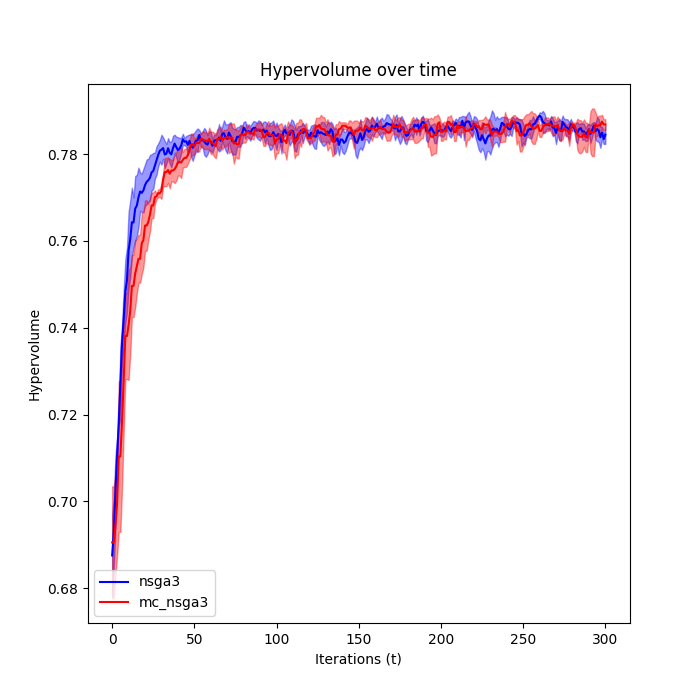 Hypervolume over time
Hypervolume
0.78
0.76
0.74
0.72
0.70
0.68
nsga3
mc_nsga3
0 50 100 150 200 250 300
Iterations (t)